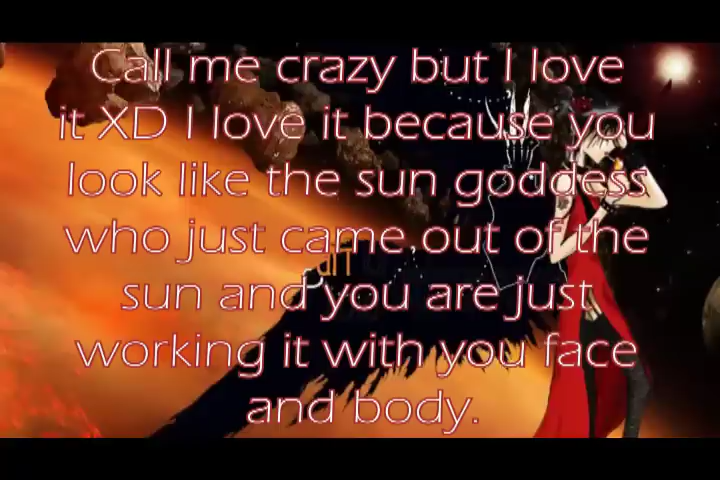 Call me crazy but I love
it XD I love it because you
look like the sun goddess
who just came out of the
sun and you are just
working it with you face
and body.